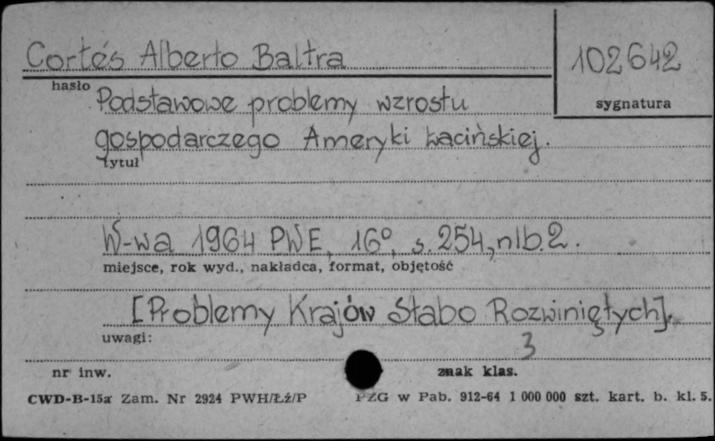 Cortés Alberto Baltra
102642
hasło
sygnatura
Podstawowe problemy wzrostu
gospodarczego Ameryki Łacińskiej.
tytuł
W-wa 1964 PWE, 16°, s. 254, nlb. 2.
miejsce, rok wyd., nakładca, format, objętość
[Problemy Krajów Słabo Rozwiniętych].
uwagi:
3
nr inw.
znak klas.
CWD-B-15a Zam. Nr 2924 PWH/Łź/P
PZG w Pab. 912-64 1 000 000 szt. kart. b. kl. 5.